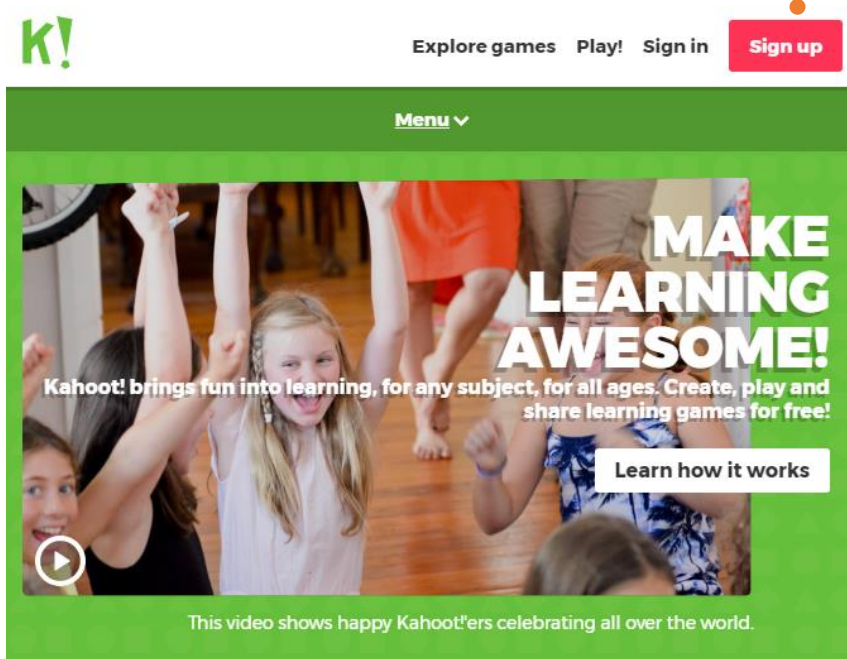 K!
Explore games Play! Sign in Sign up
Menu
MAKE
LEARNING
AWESOME!
Kahoot! brings fun into learning, for any subject, for all ages. Create, play and
share learning games for free!
Learn how it works
This video shows happy Kahoot!'ers celebrating all over the world.